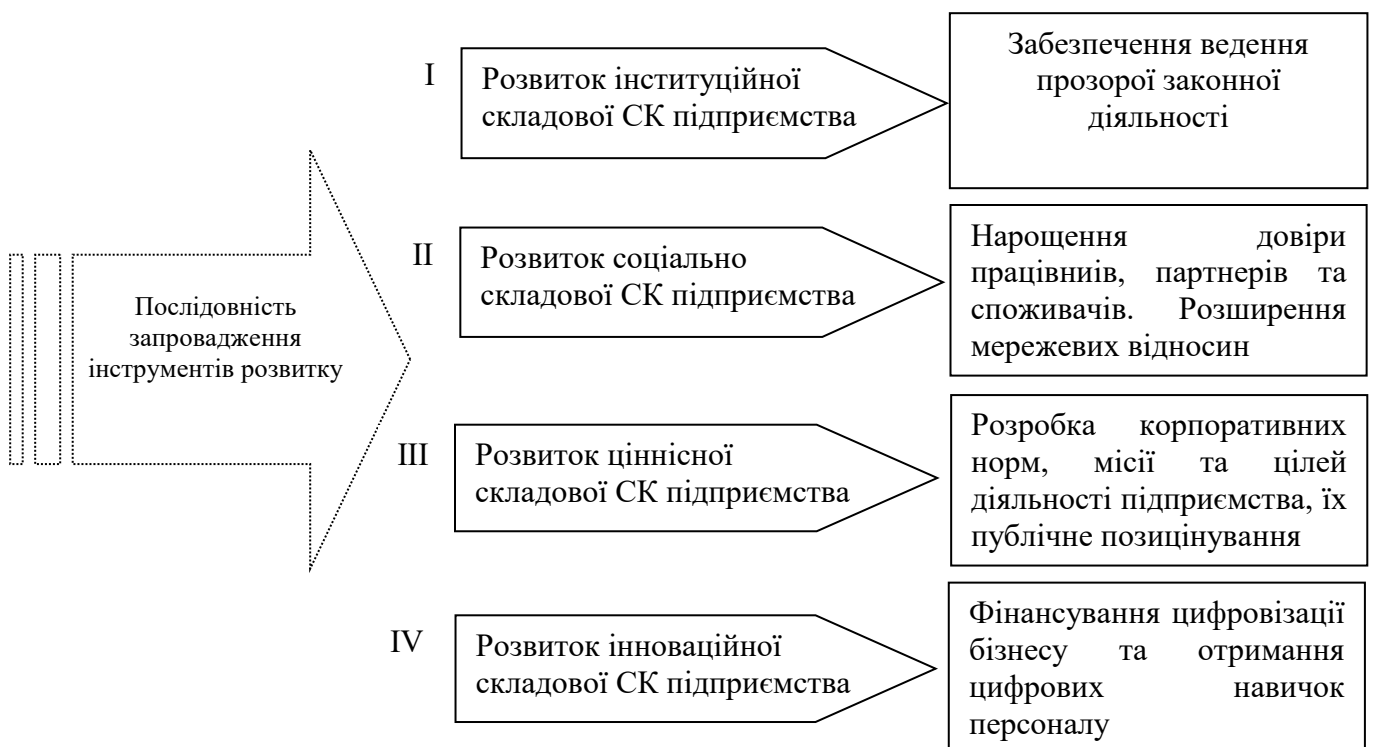 Послідовність
запровадження
інструментів розвитку
I
Розвиток інституційної
складової СК підприємства
Забезпечення ведення
прозорої законної
діяльності
II
Розвиток соціально
складової СК підприємства
Нарощення довіри
працівниів, партнерів та
споживачів. Розширення
мережевих відносин
III
Розвиток ціннісної
складової СК підприємства
Розробка корпоративних
норм, місії та цілей
діяльності підприємства, їх
публічне позицінування
IV
Розвиток інноваційної
складової СК підприємства
Фінансування цифровізації
бізнесу та отримання
цифрових навичок
персоналу